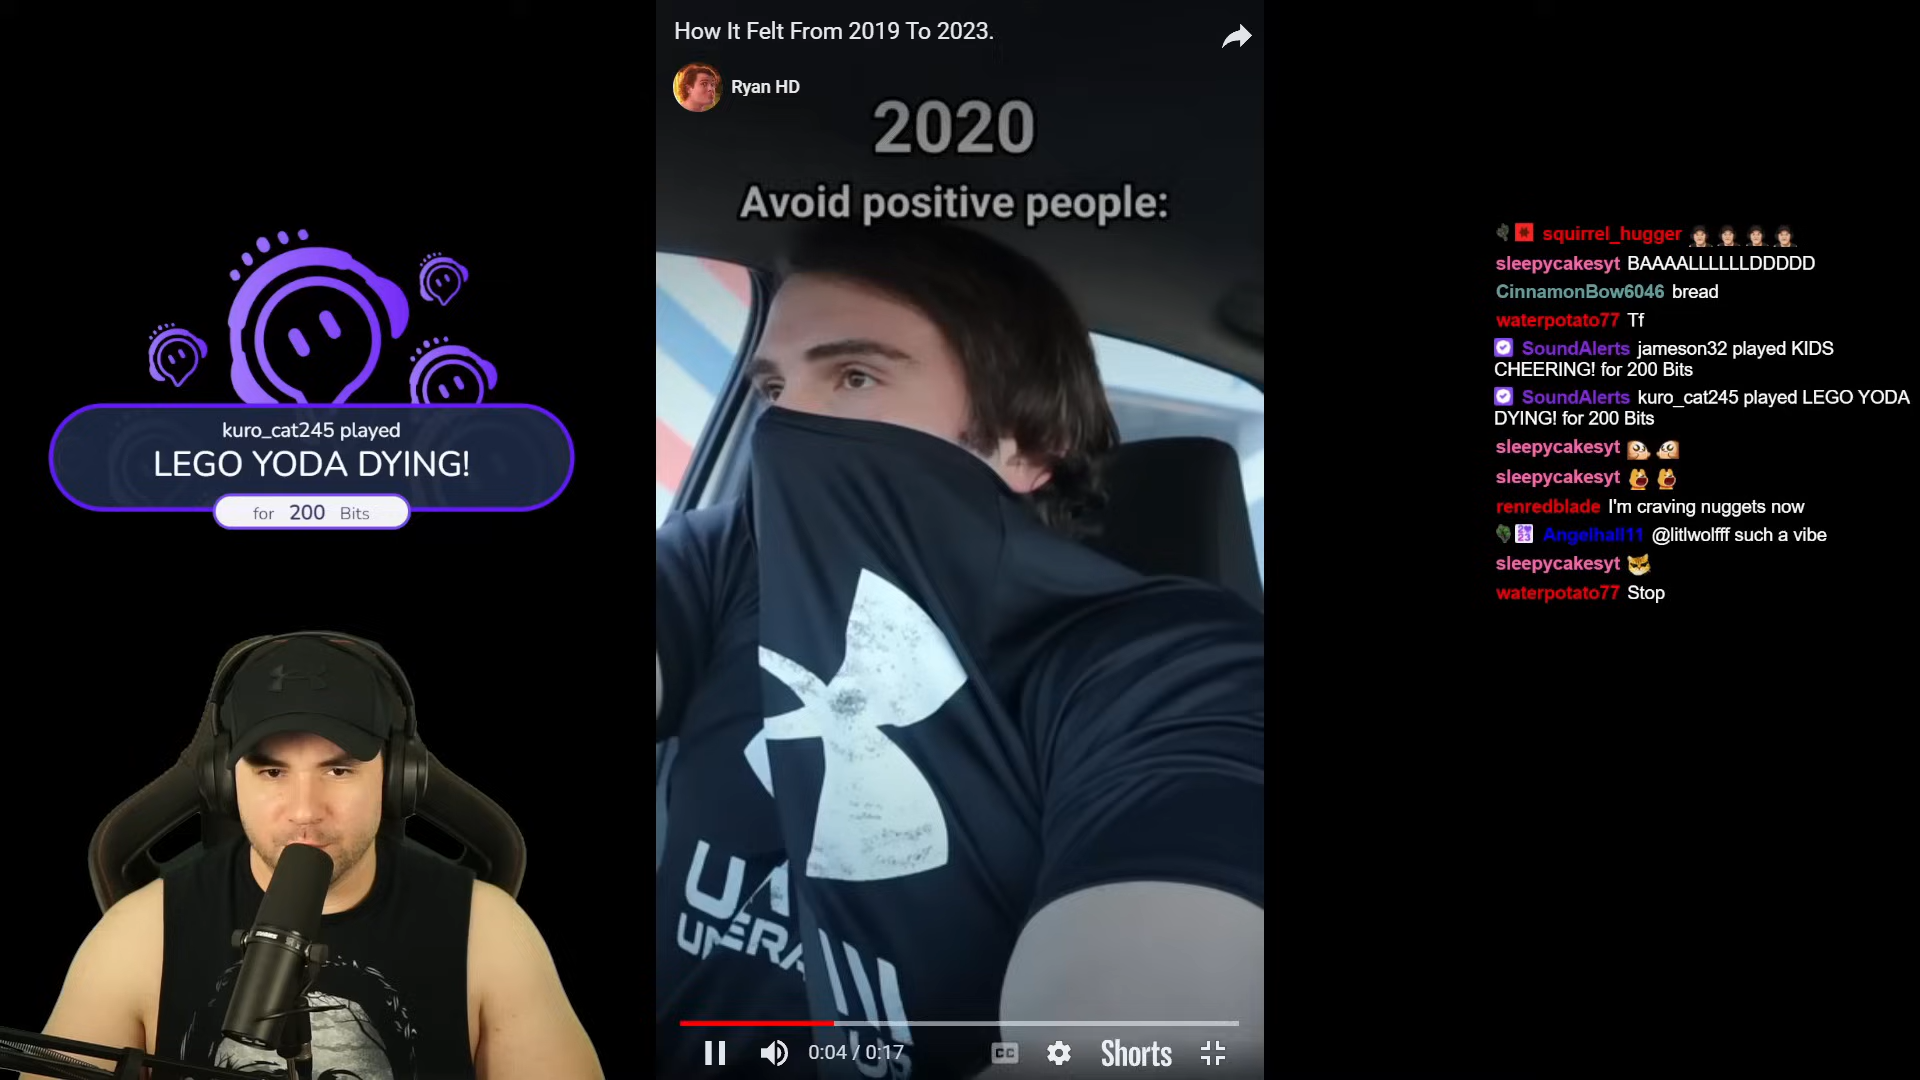 How It Felt From 2019 To 2023.
Ryan HD
2020
Avoid positive people:
kuro_cat245 played
LEGO YODA DYING!
for 200 Bits
squirrel_hugger
sleepycakesyt BAAAALLLLLLDDDDD
CinnamonBow6046 bread
waterpotato77 Tf
SoundAlerts jameson32 played KIDS
CHEERING! for 200 Bits
SoundAlerts kuro_cat245 played LEGO YODA
DYING! for 200 Bits
sleepycakesyt
sleepycakesyt
renredblade I'm craving nuggets now
Angelhall11 @litlwolfff such a vibe
sleepycakesyt
waterpotato77 Stop
0:04 / 0:17
CC
Shorts